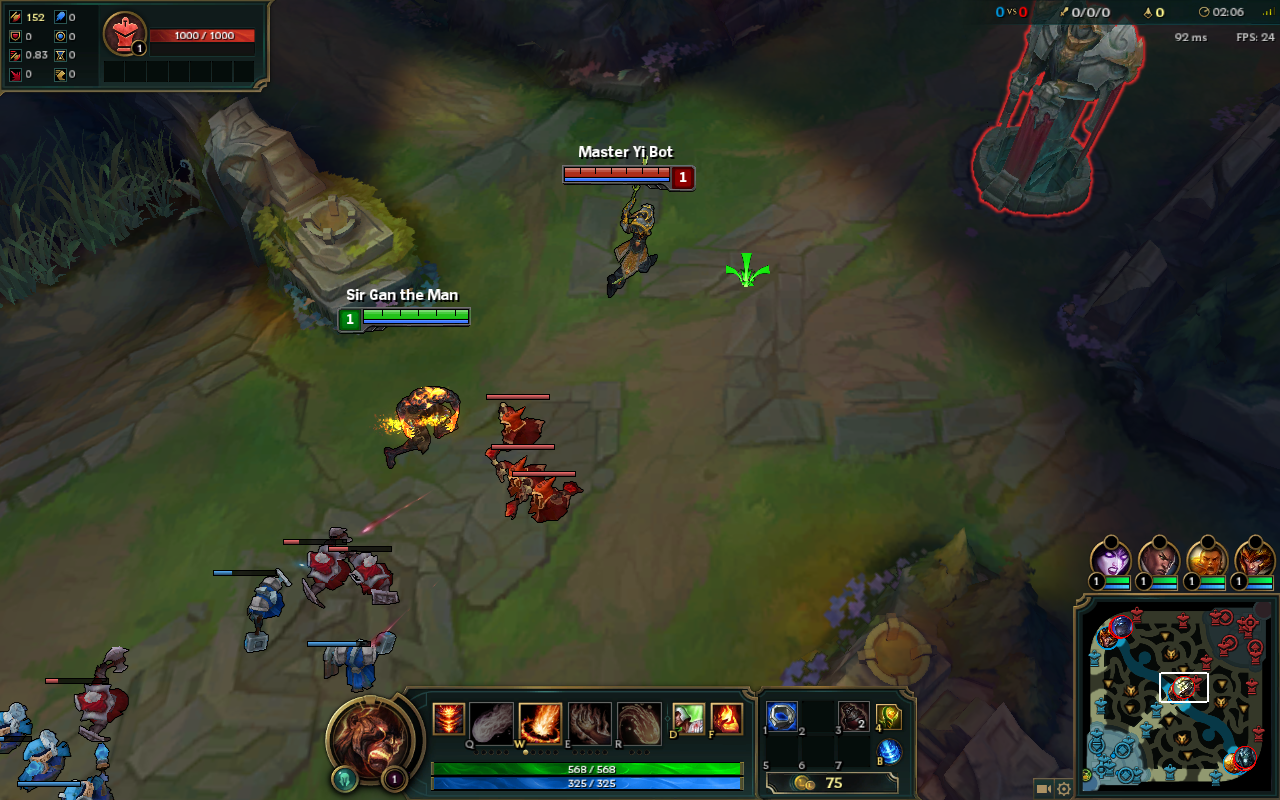 152 0
0 0
0.83 0
0 0
1
1000 / 1000
0 vs 0 0/0/0 0 02:06
92 ms FPS: 24
Master Yi Bot
1
Sir Gan the Man
1
1 1 1 1
Q W E R D F
568 / 568
325 / 325
1
1 2 3 2 4
5 6 7 B
75